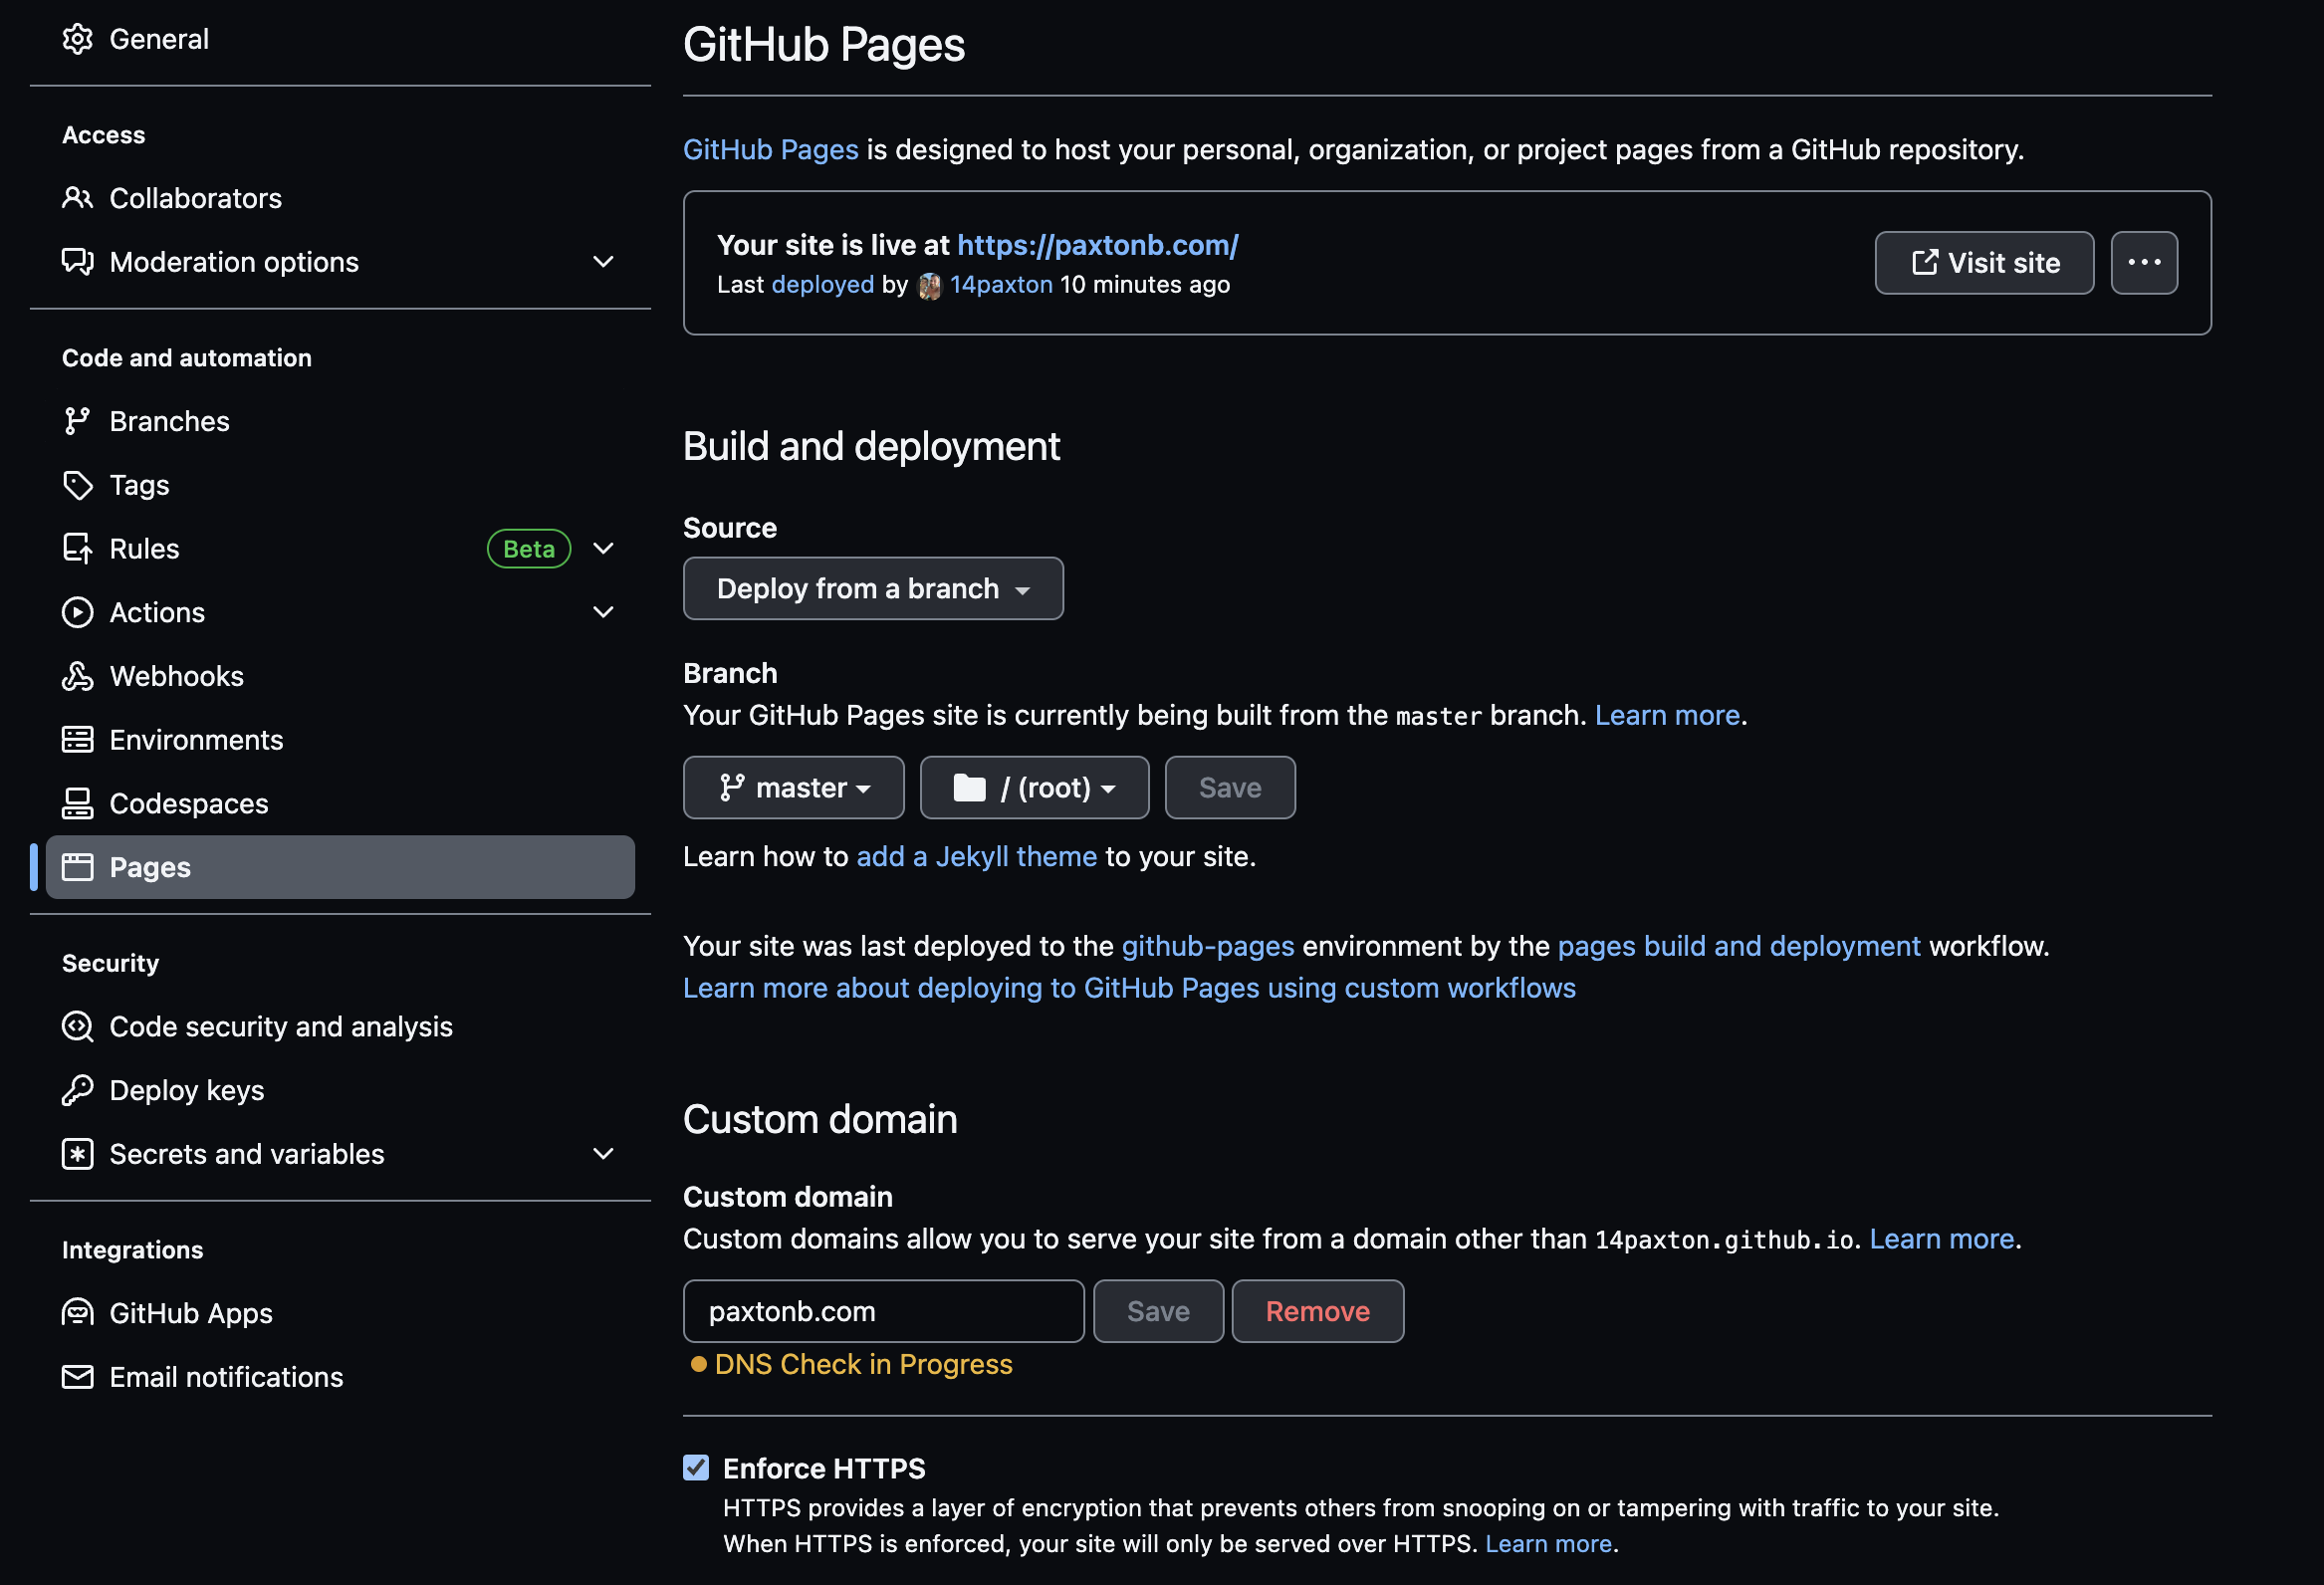 General
Access
Collaborators
Moderation options
Code and automation
Branches
Tags
Rules Beta
Actions
Webhooks
Environments
Codespaces
Pages
Security
Code security and analysis
Deploy keys
Secrets and variables
Integrations
GitHub Apps
Email notifications
GitHub Pages
GitHub Pages is designed to host your personal, organization, or project pages from a GitHub repository.
Your site is live at https://paxtonb.com/
Last deployed by 14paxton 10 minutes ago
Visit site
Build and deployment
Source
Deploy from a branch
Branch
Your GitHub Pages site is currently being built from the master branch. Learn more.
master / (root) Save
Learn how to add a Jekyll theme to your site.
Your site was last deployed to the github-pages environment by the pages build and deployment workflow.
Learn more about deploying to GitHub Pages using custom workflows
Custom domain
Custom domain
Custom domains allow you to serve your site from a domain other than 14paxton.github.io. Learn more.
paxtonb.com Save Remove
DNS Check in Progress
Enforce HTTPS
HTTPS provides a layer of encryption that prevents others from snooping on or tampering with traffic to your site.
When HTTPS is enforced, your site will only be served over HTTPS. Learn more.